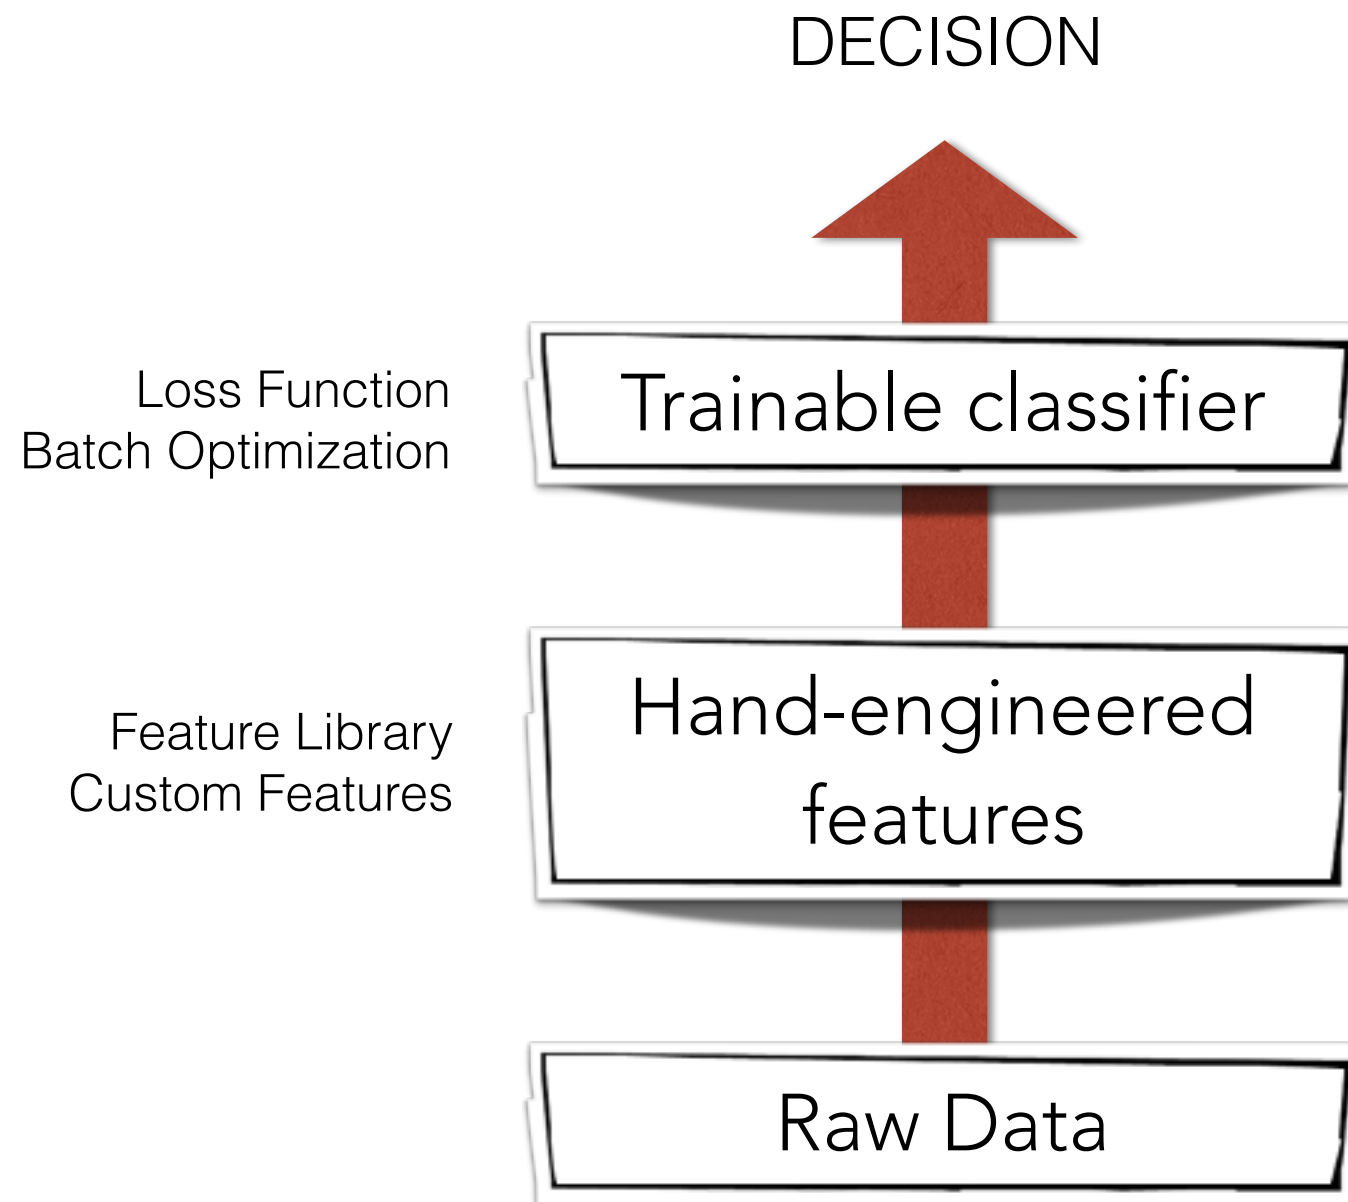 DECISION
Loss Function
Batch Optimization
Trainable classifier
Feature Library
Custom Features
Hand-engineered
features
Raw Data